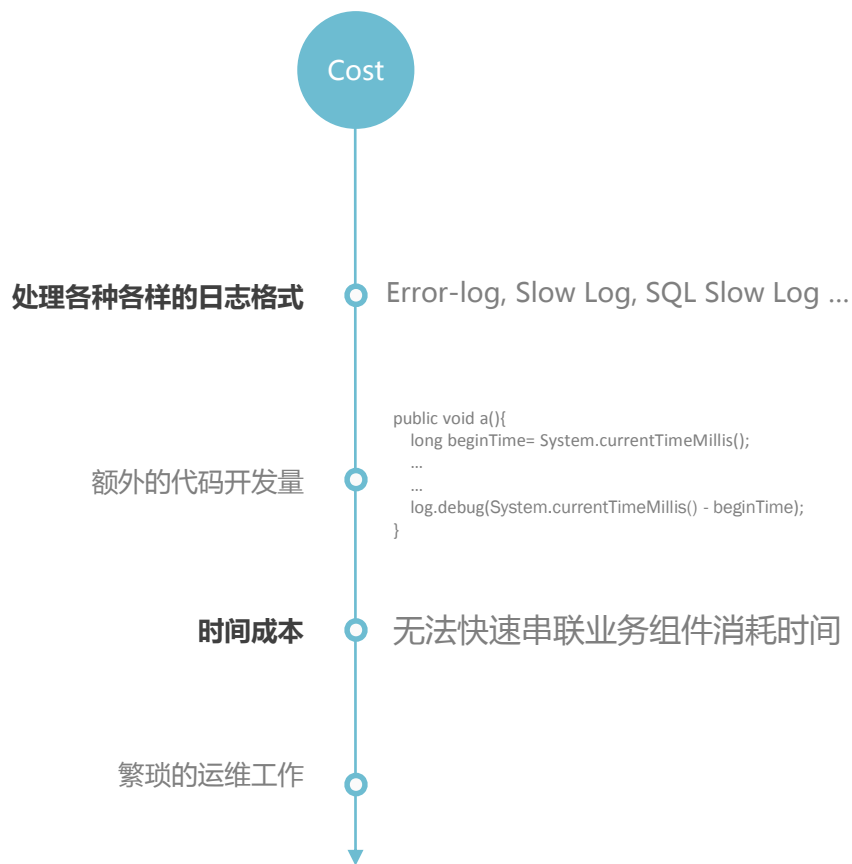 Cost
处理各种各样的日志格式
Error-log, Slow Log, SQL Slow Log ...
额外的代码开发量
public void a(){
long beginTime= System.currentTimeMillis();
...
...
log.debug(System.currentTimeMillis() - beginTime);
}
时间成本
无法快速串联业务组件消耗时间
繁琐的运维工作